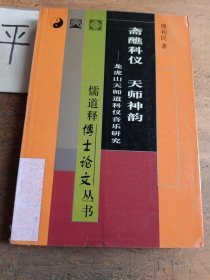 傅利民 著
斋醮科仪 天师神韵
——龙虎山天师道科仪音乐研究
儒道释博士论文丛书
平